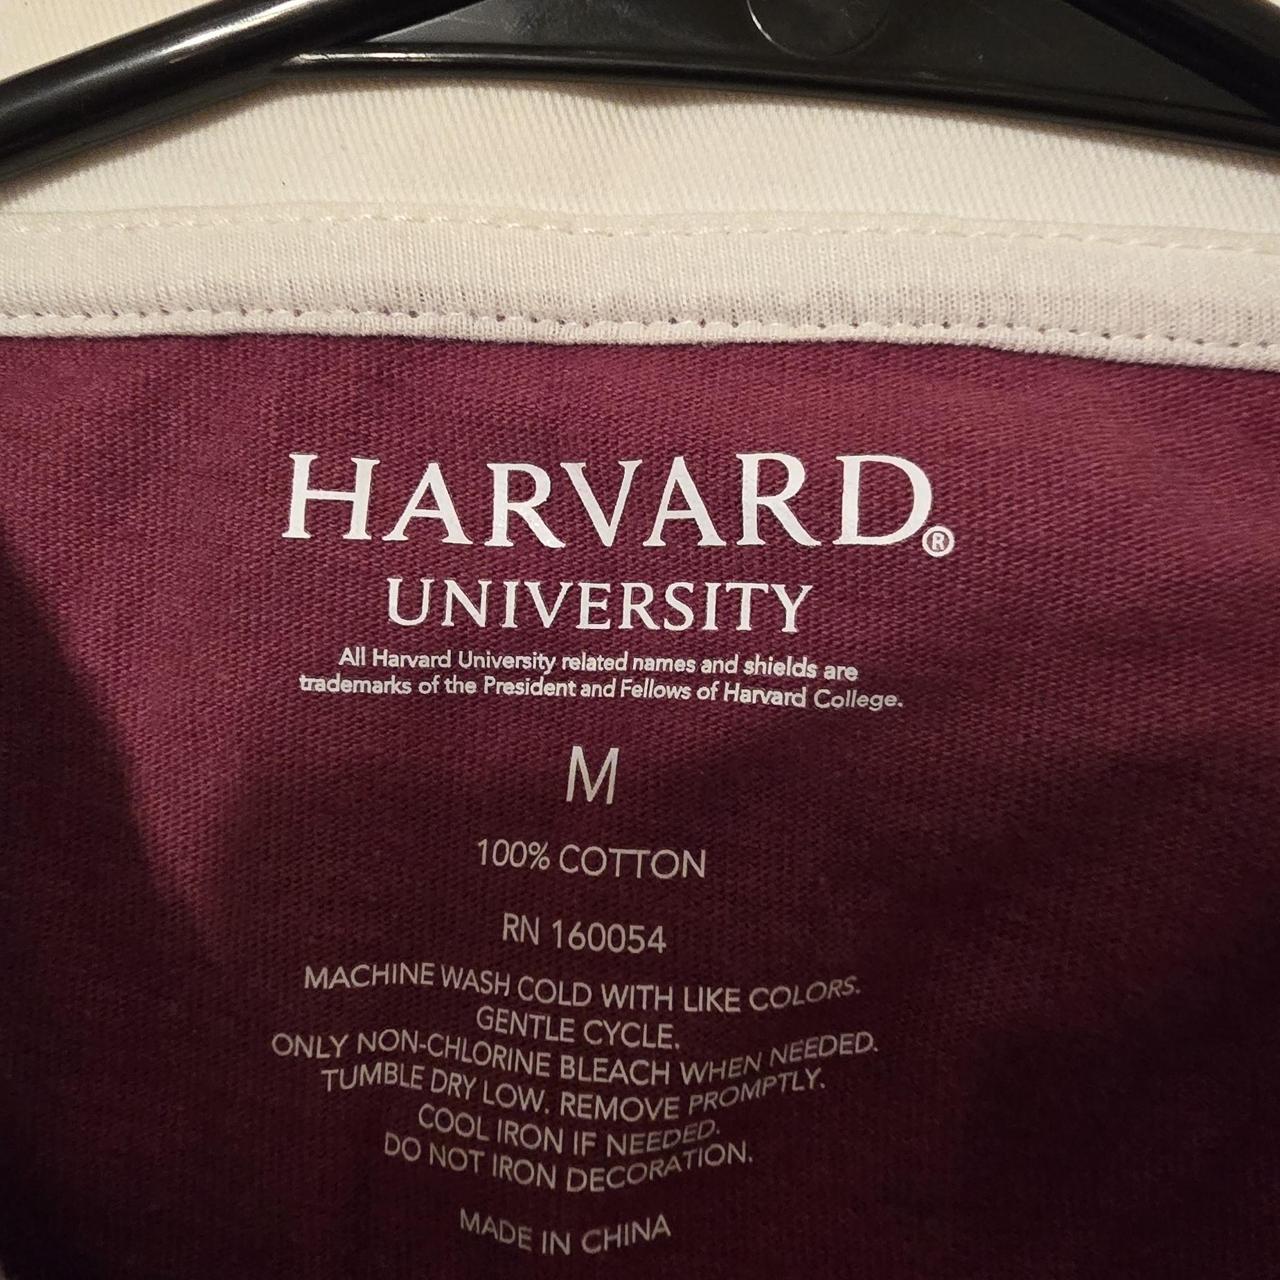 HARVARD®
UNIVERSITY
All Harvard University related names and shields are
trademarks of the President and Fellows of Harvard College.
M
100% COTTON
RN 160054
MACHINE WASH COLD WITH LIKE COLORS.
GENTLE CYCLE.
ONLY NON-CHLORINE BLEACH WHEN NEEDED.
TUMBLE DRY LOW. REMOVE PROMPTLY.
COOL IRON IF NEEDED.
DO NOT IRON DECORATION.
MADE IN CHINA